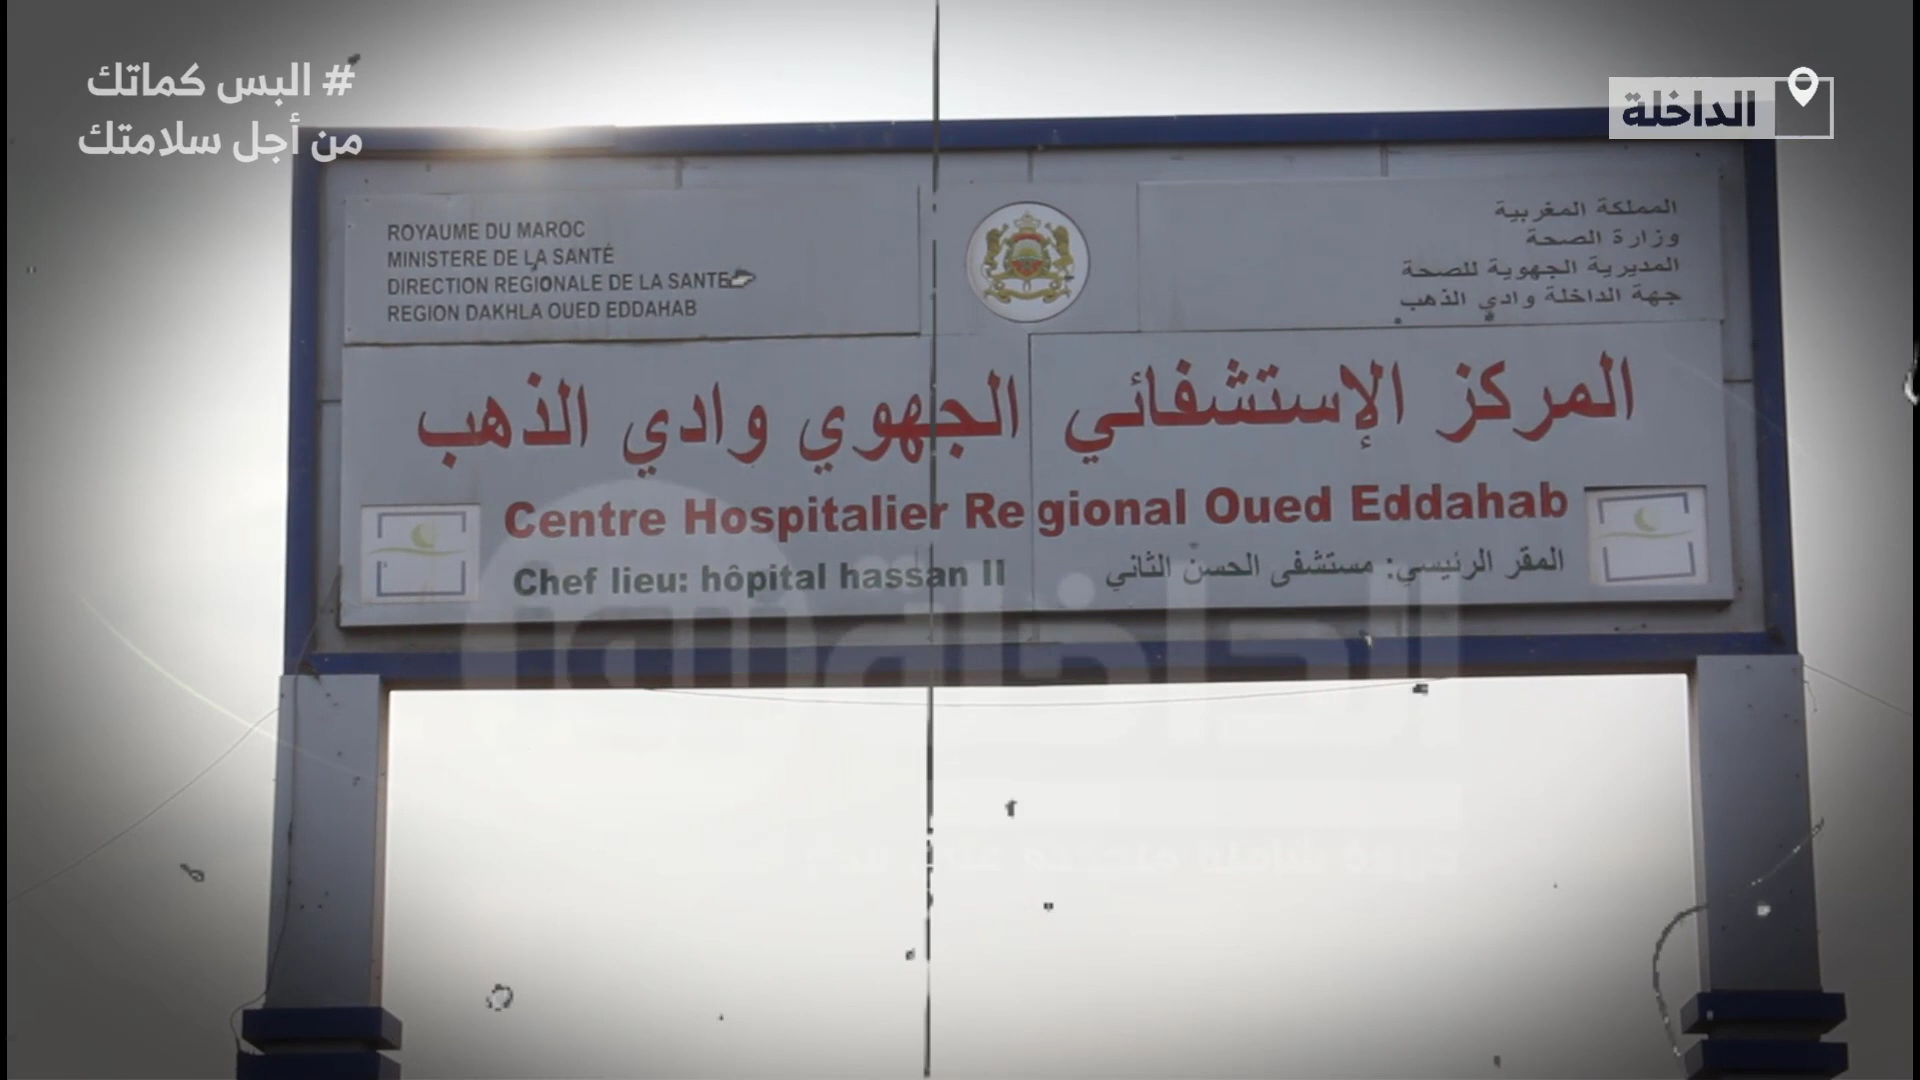 # البس كماتك
من أجل سلامتك
الداخلة
ROYAUME DU MAROC
MINISTERE DE LA SANTÉ
DIRECTION REGIONALE DE LA SANTE
REGION DAKHLA OUED EDDAHAB
المملكة المغربية
وزارة الصحة
المديرية الجهوية للصحة
جهة الداخلة وادي الذهب
المركز الإستشفائي الجهوي وادي الذهب
Centre Hospitalier Regional Oued Eddahab
Chef lieu: hôpital hassan II
المقر الرئيسي: مستشفى الحسن الثاني
الداخلة نيوز